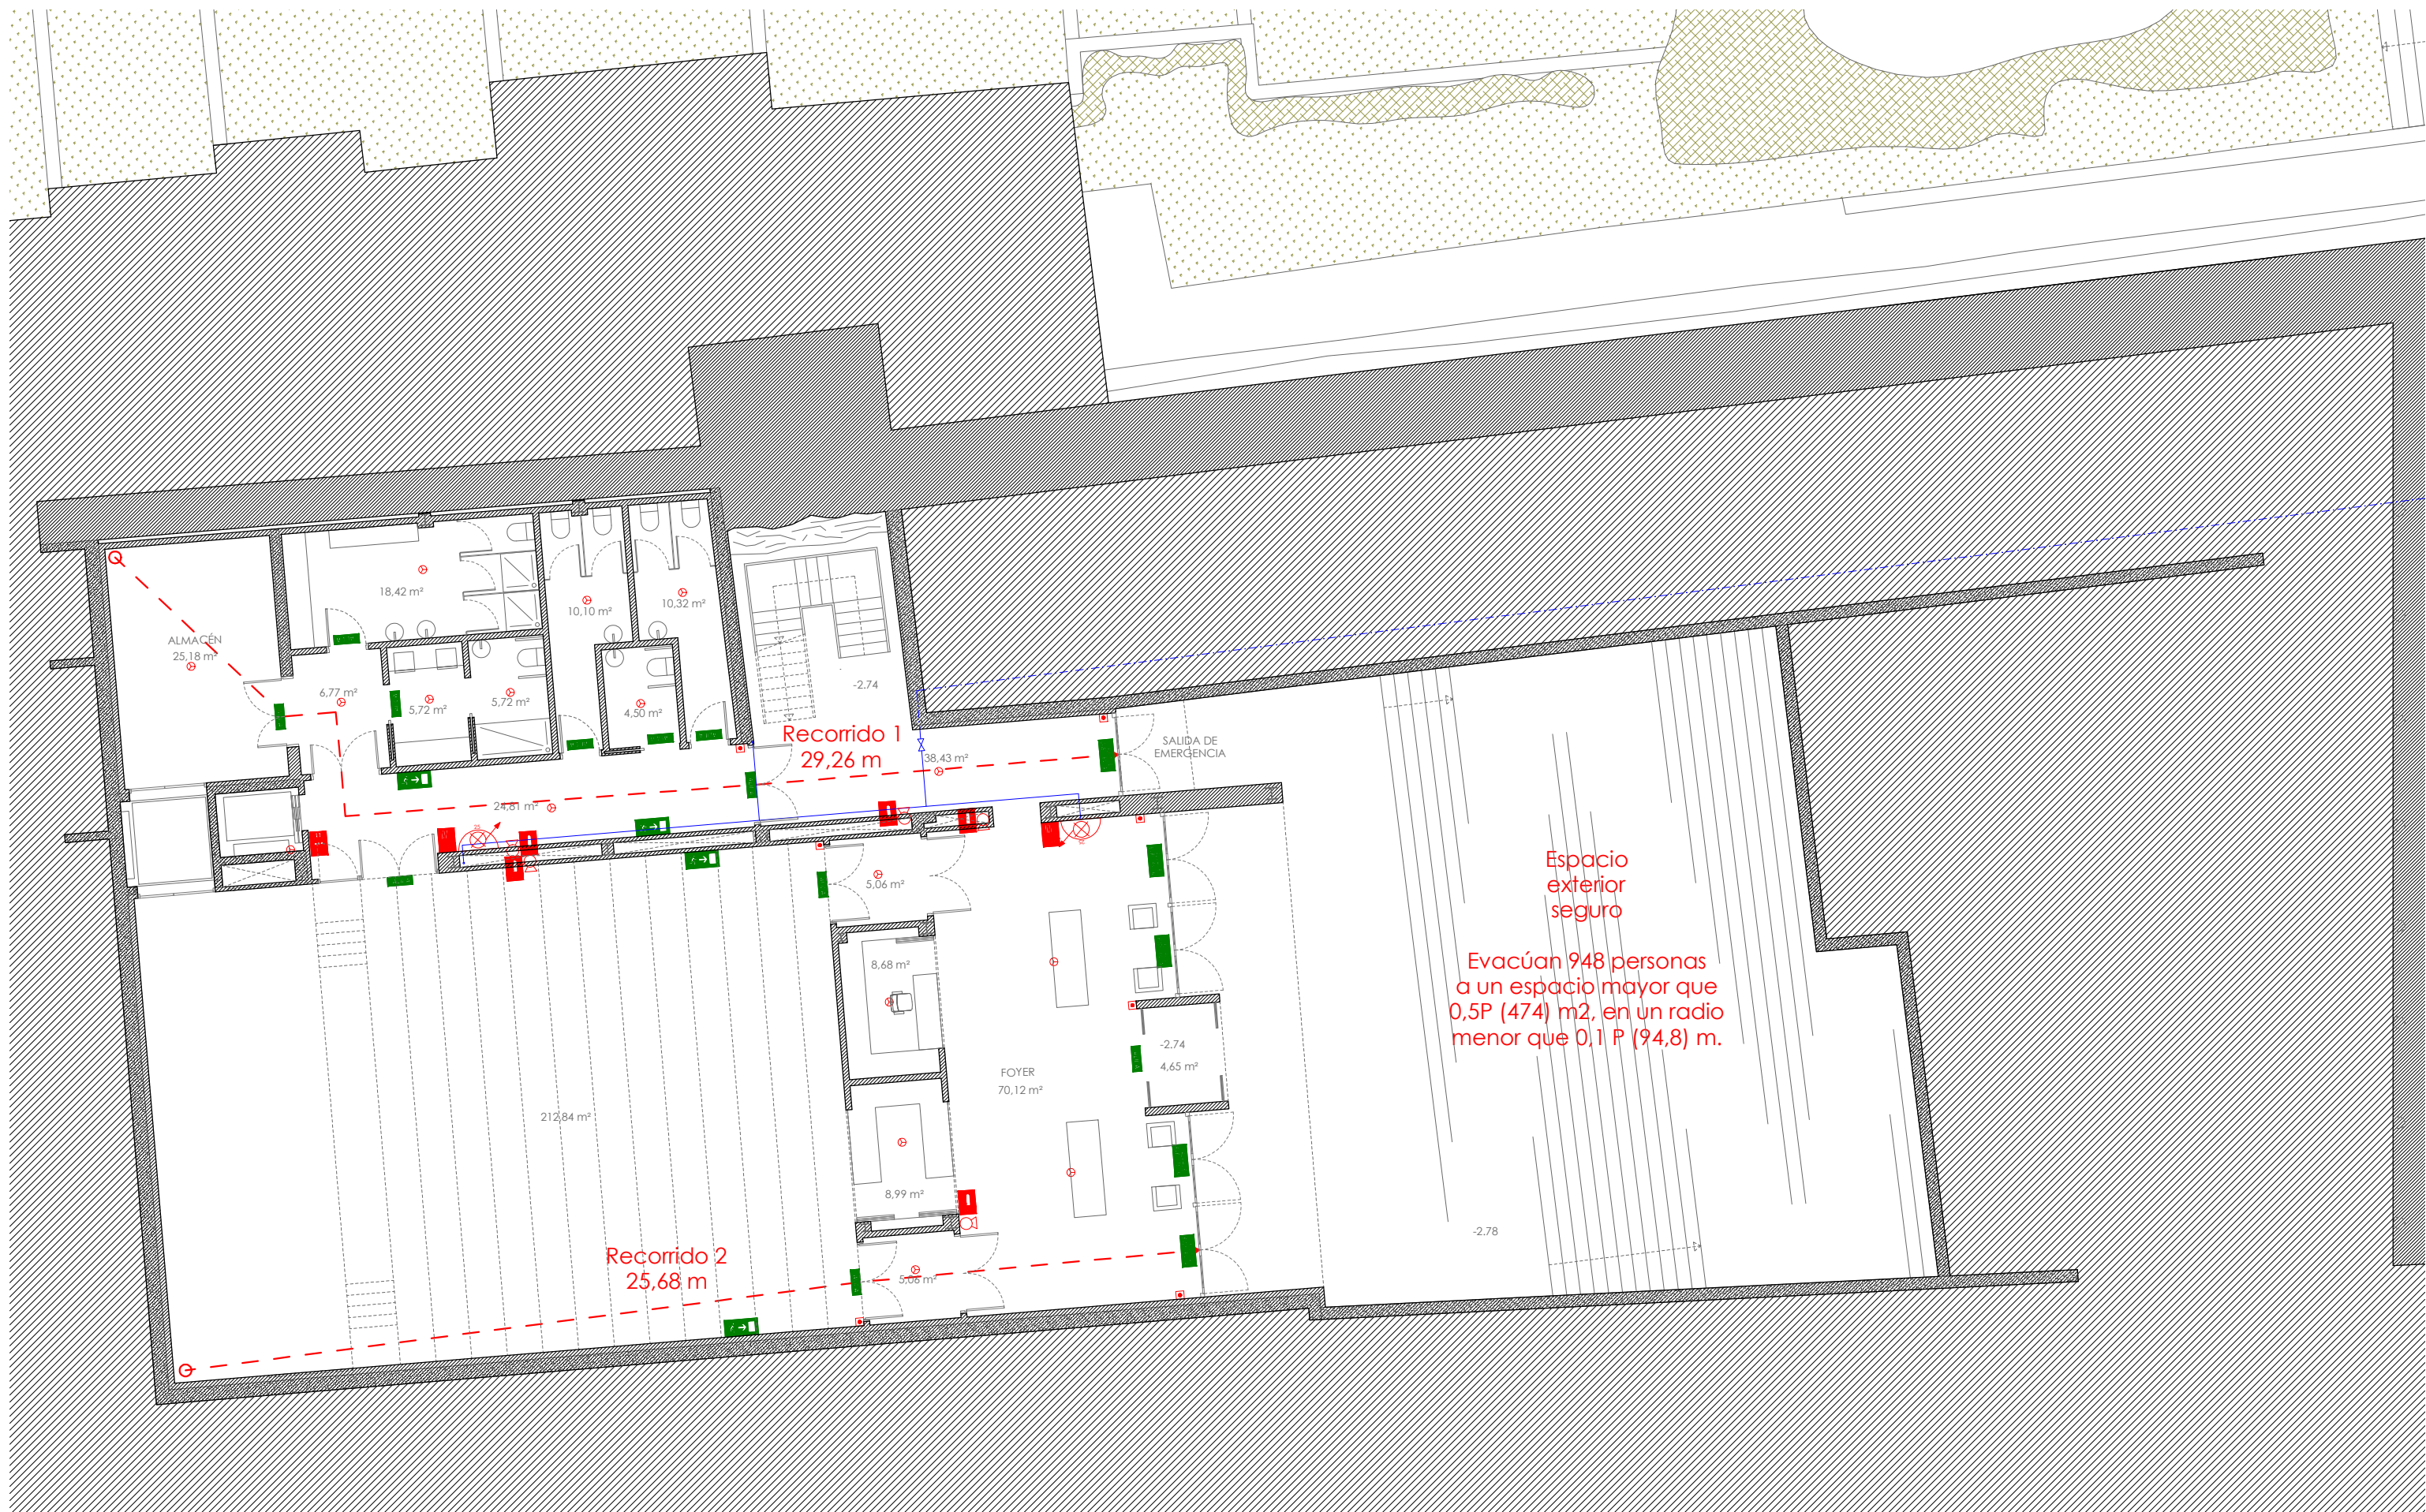 18,42 m²
10,10 m²
10,32 m²
ALMACÉN
25,18 m²
6,77 m²
5,72 m²
5,72 m²
4,50 m²
-2.74
Recorrido 1
29,26 m
38,43 m²
SALIDA DE
EMERGENCIA
24,81 m²
5,06 m²
Espacio
exterior
seguro
Evacúan 948 personas
a un espacio mayor que
0,5P (474) m2, en un radio
menor que 0,1 P (94,8) m.
8,68 m²
-2.74
4,65 m²
FOYER
70,12 m²
212,84 m²
8,99 m²
-2.78
Recorrido 2
25,68 m
5,06 m²